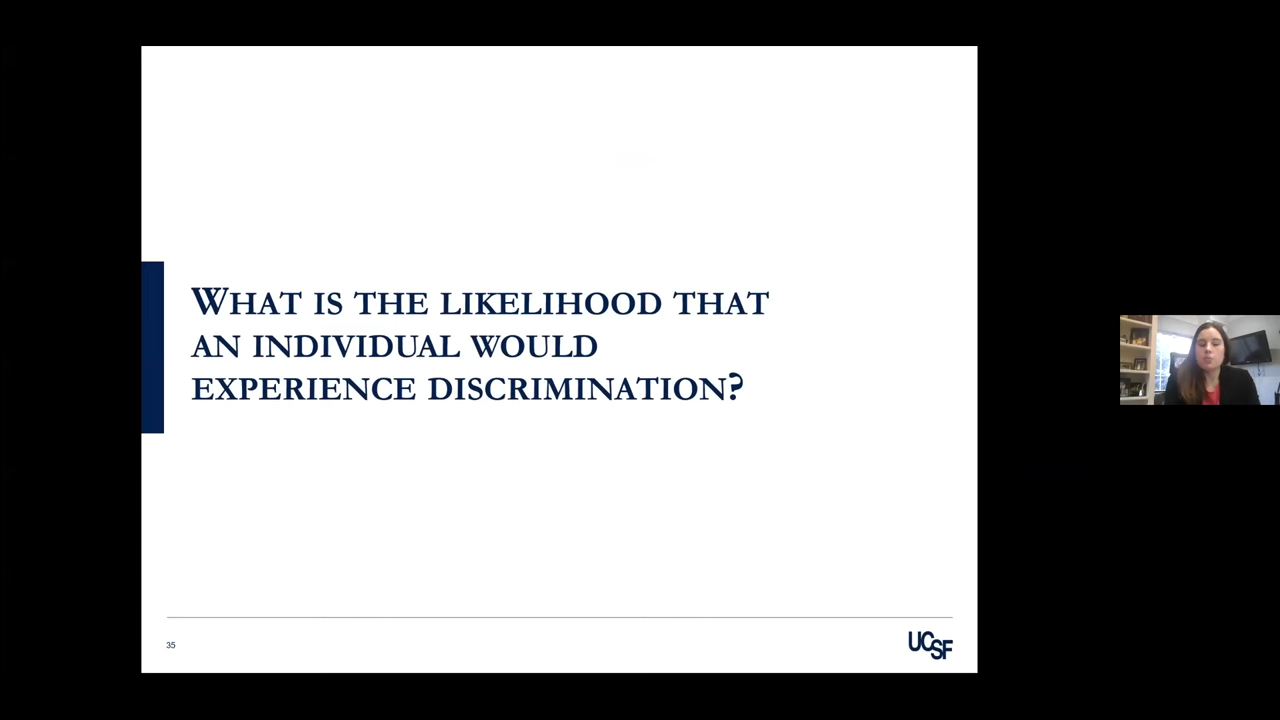 What is the likelihood that
an individual would
experience discrimination?
35
UCSF